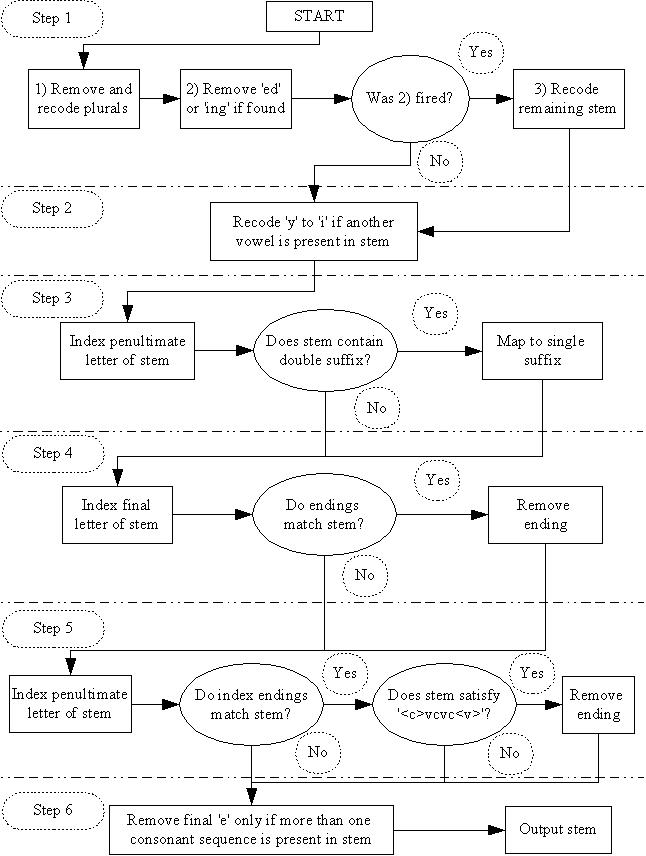 Step 1
START
Yes
1) Remove and
recode plurals
2) Remove 'ed'
or 'ing' if found
Was 2) fired?
3) Recode
remaining stem
No
Step 2
Recode 'y' to 'i' if another
vowel is present in stem
Step 3
Yes
Index penultimate
letter of stem
Does stem contain
double suffix?
Map to single
suffix
No
Step 4
Yes
Index final
letter of stem
Do endings
match stem?
Remove
ending
No
Step 5
Yes
Yes
Index penultimate
letter of stem
Do index endings
match stem?
Does stem satisfy
'<c>vcvc<v>'?
Remove
ending
No
No
Step 6
Remove final 'e' only if more than one
consonant sequence is present in stem
Output stem